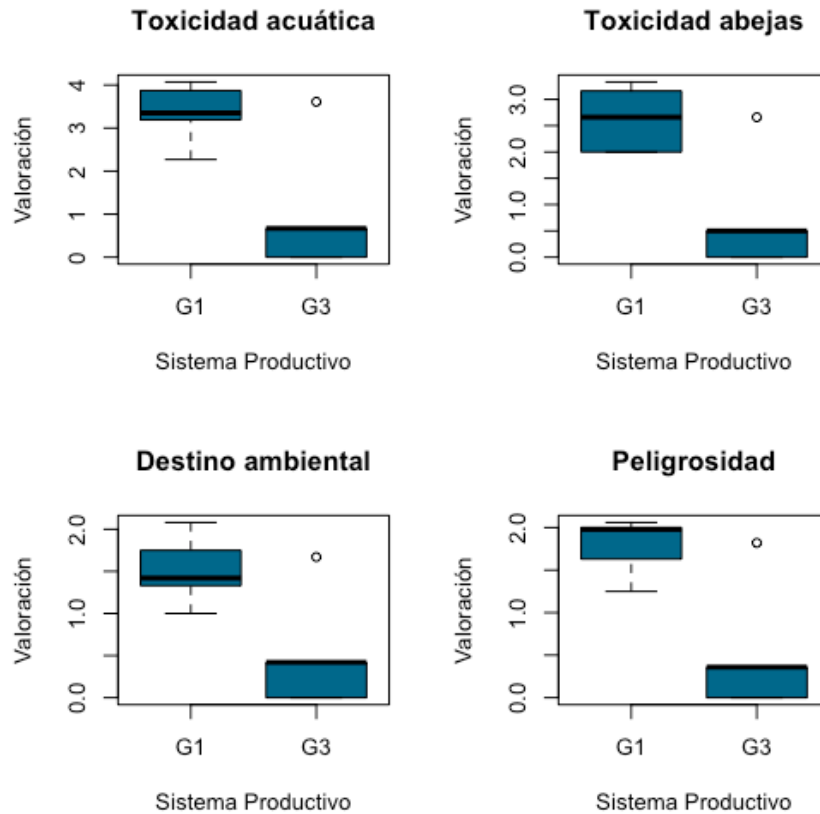 Toxicidad acuática
Valoración
4
3
1
0
G1 G3
Sistema Productivo
Toxicidad abejas
Valoración
3.0
2.0
1.0
0.0
G1 G3
Sistema Productivo
Destino ambiental
Valoración
2.0
1.0
0.0
G1 G3
Sistema Productivo
Peligrosidad
Valoración
2.0
1.0
0.0
G1 G3
Sistema Productivo